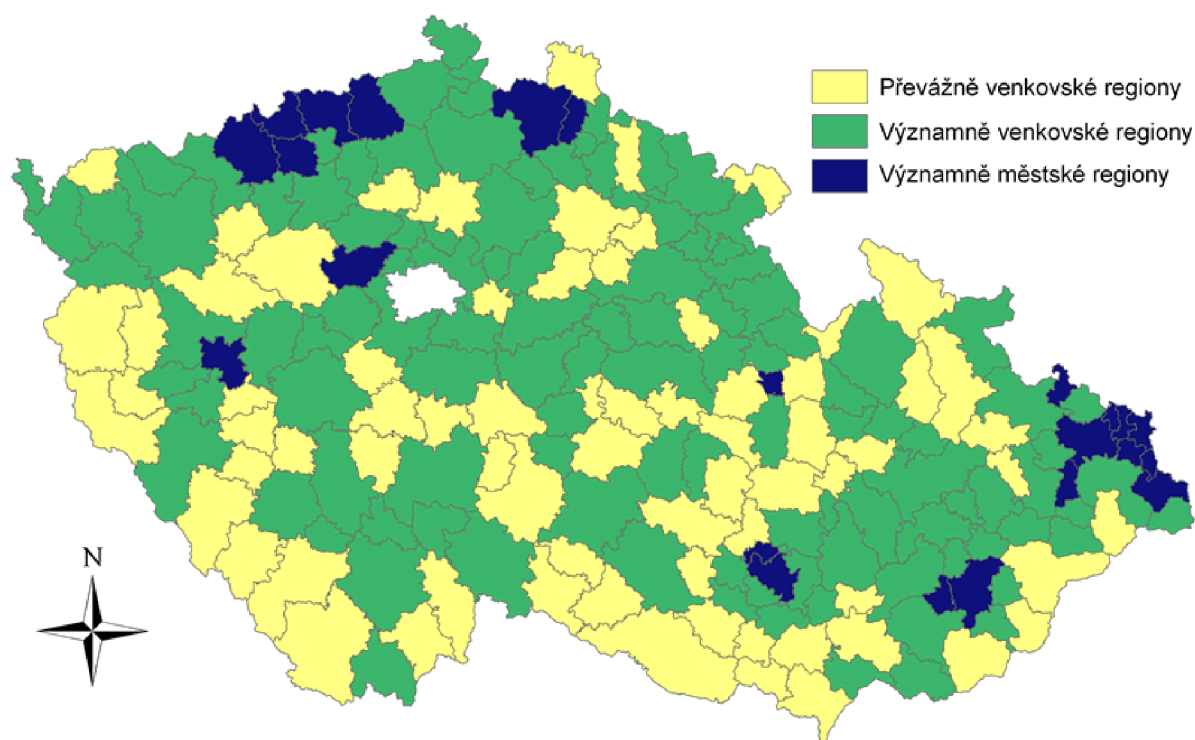 Převážně venkovské regiony
Významně venkovské regiony
Významně městské regiony
N